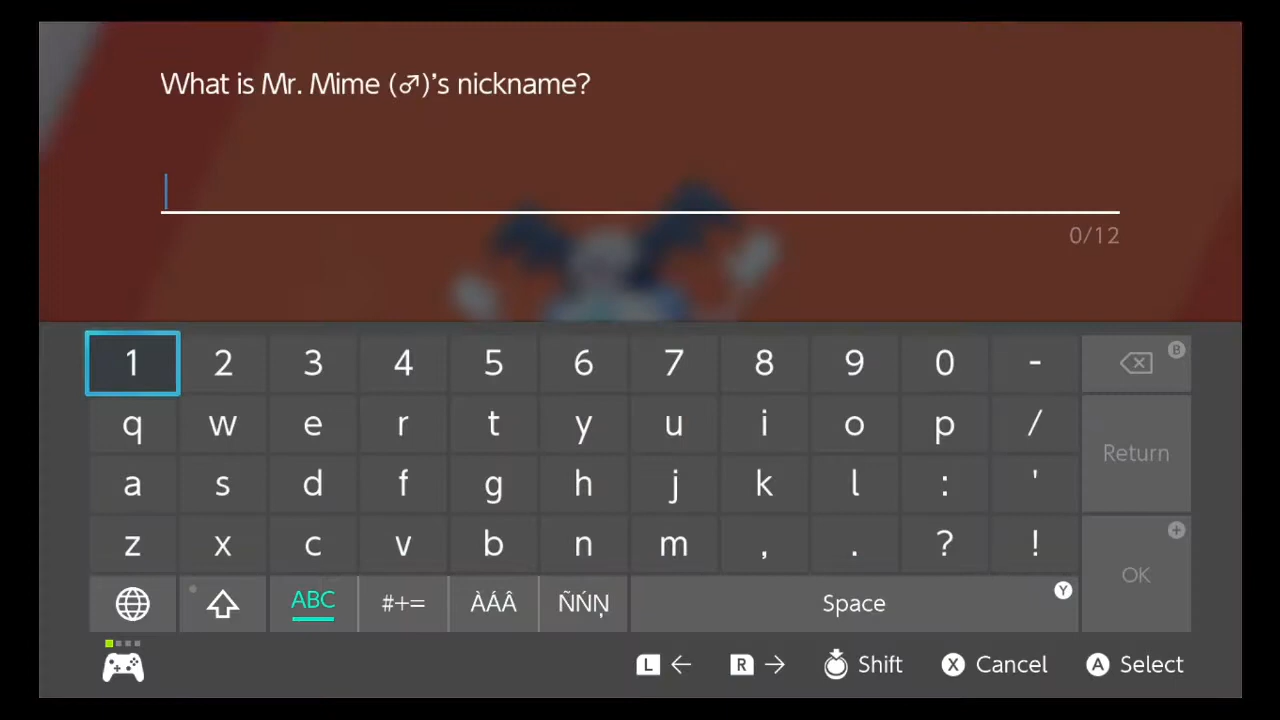 What is Mr. Mime (♂)'s nickname?
0/12
1 2 3 4 5 6 7 8 9 0 - B
q w e r t y u i o p / Return
a s d f g h j k l : '
z x c v b n m , . ? ! + OK
ABC #+= ÀÁÂ ÑŃŅ Space Y
L ← R → Shift X Cancel A Select